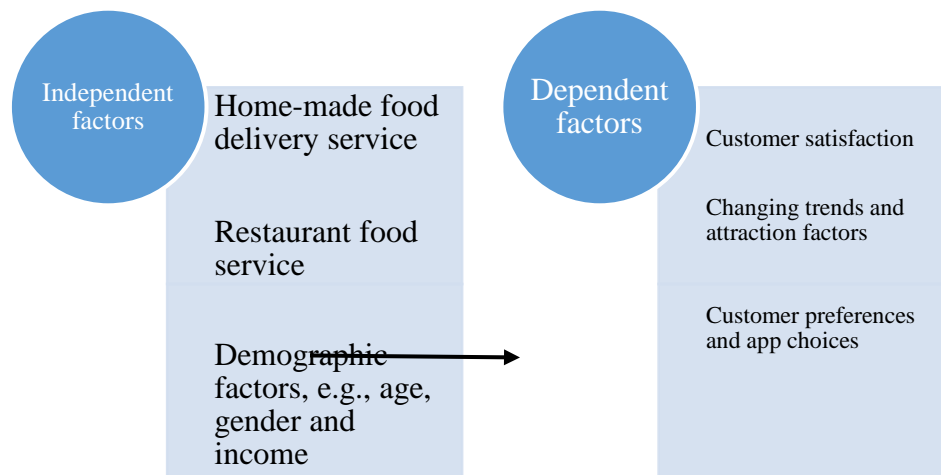 Independent
factors
Home-made food
delivery service
Restaurant food
service
Demographic
factors, e.g., age,
gender and
income
Dependent
factors
Customer satisfaction
Changing trends and
attraction factors
Customer preferences
and app choices